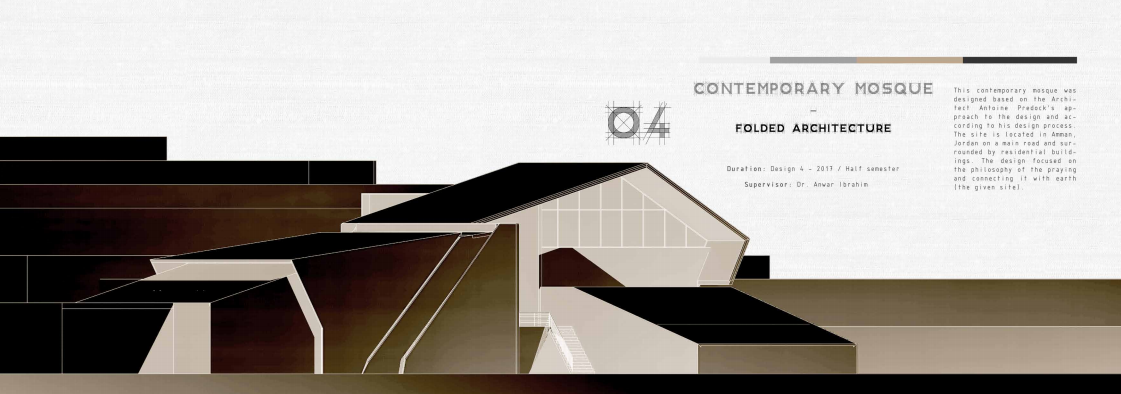 04
CONTEMPORARY MOSQUE
–
FOLDED ARCHITECTURE
Duration: Design 4 - 2017 / Half semester
Supervisor: Dr. Anwar Ibrahim
This contemporary mosque was
designed based on the Archi-
tect Antoine Predock's ap-
proach to the design and ac-
cording to his design process.
The site is located in Amman,
Jordan on a main road and sur-
rounded by residential build-
ings. The design focused on
the philosophy of the praying
and connecting it with earth
(the given site).